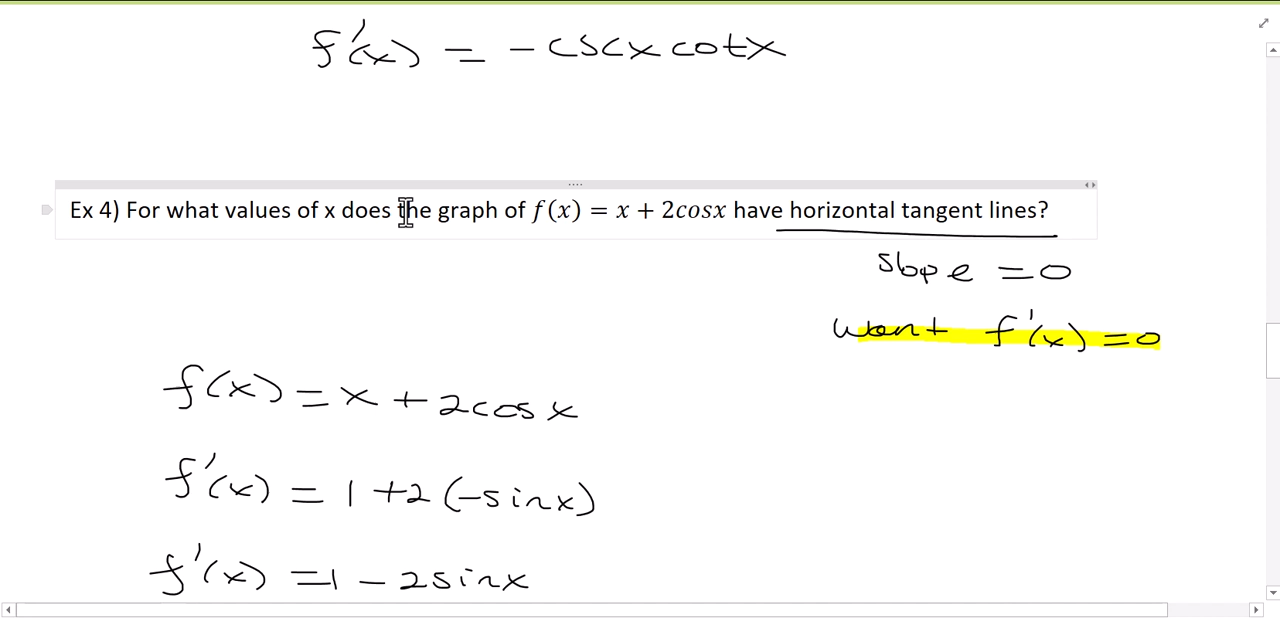 f'(x) = - cscx cotx
Ex 4) For what values of x does the graph of f(x) = x + 2cosx have horizontal tangent lines?
slope = 0
want f'(x) = 0
f(x) = x + 2cosx
f'(x) = 1 + 2(-sinx)
f'(x) = 1 - 2sinx